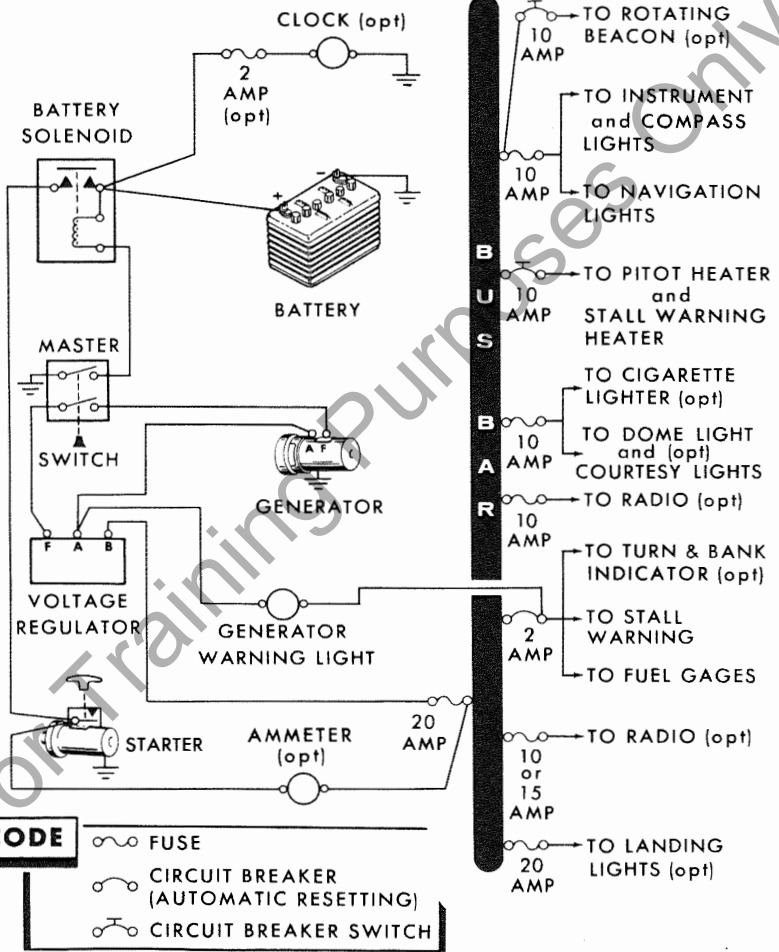 CLOCK (opt)
2
AMP
(opt)
BATTERY
SOLENOID
+
-
BATTERY
MASTER
SWITCH
A F
GENERATOR
F A B
VOLTAGE
REGULATOR
GENERATOR
WARNING LIGHT
20
AMP
STARTER
AMMETER
(opt)
BUS BAR
10
AMP
TO ROTATING
BEACON (opt)
10
AMP
TO INSTRUMENT
and COMPASS
LIGHTS
TO NAVIGATION
LIGHTS
10
AMP
TO PITOT HEATER
and
STALL WARNING
HEATER
10
AMP
TO CIGARETTE
LIGHTER (opt)
TO DOME LIGHT
and (opt)
COURTESY LIGHTS
10
AMP
TO RADIO (opt)
2
AMP
TO TURN & BANK
INDICATOR (opt)
TO STALL
WARNING
TO FUEL GAGES
10
or
15
AMP
TO RADIO (opt)
20
AMP
TO LANDING
LIGHTS (opt)
CODE
FUSE
CIRCUIT BREAKER
(AUTOMATIC RESETTING)
CIRCUIT BREAKER SWITCH
For Training Purposes Only